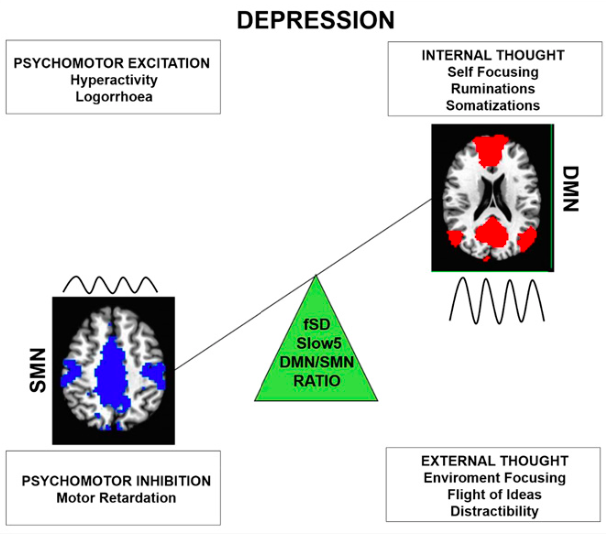 DEPRESSION
PSYCHOMOTOR EXCITATION
Hyperactivity
Logorrhoea
INTERNAL THOUGHT
Self Focusing
Ruminations
Somatizations
DMN
SMN
fSD
Slow5
DMN/SMN
RATIO
PSYCHOMOTOR INHIBITION
Motor Retardation
EXTERNAL THOUGHT
Enviroment Focusing
Flight of Ideas
Distractibility